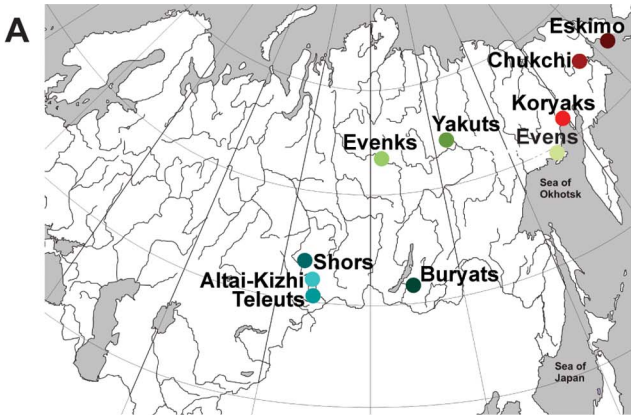 A
Eskimo
Chukchi
Koryaks
Yakuts
Evens
Evenks
Sea of
Okhotsk
Shors
Altai-Kizhi
Buryats
Teleuts
Sea of
Japan